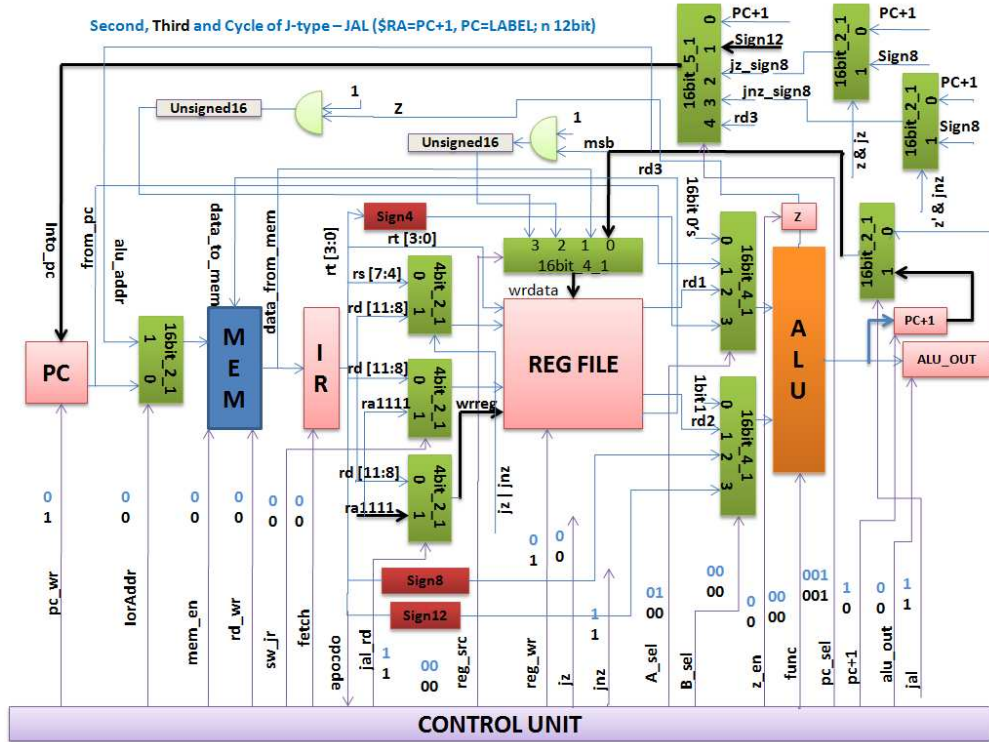 Second, Third and Cycle of J-type – JAL ($RA=PC+1, PC=LABEL; n 12bit)
PC+1
Sign12
jz_sign8
jnz_sign8
rd3
0
1
2
3
4
16bit_5_1
PC+1
Sign8
0
1
16bit_2_1
PC+1
Sign8
0
1
16bit_2_1
z & jz
z' & jnz
Unsigned16
1
Z
Unsigned16
1
msb
rd3
Into_pc
from_pc
alu_addr
data_to_mem
data_from_mem
rt [3:0]
Sign4
rt [3:0]
rs [7:4]
rd [11:8]
0
1
4bit_2_1
rd [11:8]
ra1111
0
1
4bit_2_1
rd [11:8]
ra1111
0
1
4bit_2_1
wrreg
3 2 1 0
16bit_4_1
wrdata
REG FILE
rd1
rd2
16bit 0's
0
1
2
3
16bit_4_1
1bit 1
0
1
2
3
16bit_4_1
Z
ALU
0
1
16bit_2_1
PC+1
ALU_OUT
PC
1
0
16bit_2_1
MEM
IR
jz | jnz
Sign8
Sign12
0
1
0
0
0
0
0
0
0
0
0
0
1
1
00
00
0
1
0
0
1
1
01
00
00
00
0
0
00
00
001
001
1
0
0
0
1
1
pc_wr
IorAddr
mem_en
rd_wr
sw_jr
fetch
opcoe
jal_rd
reg_src
reg_wr
jz
jnz
A_sel
B_sel
z_en
func
pc_sel
pc+1
alu_out
jal
CONTROL UNIT